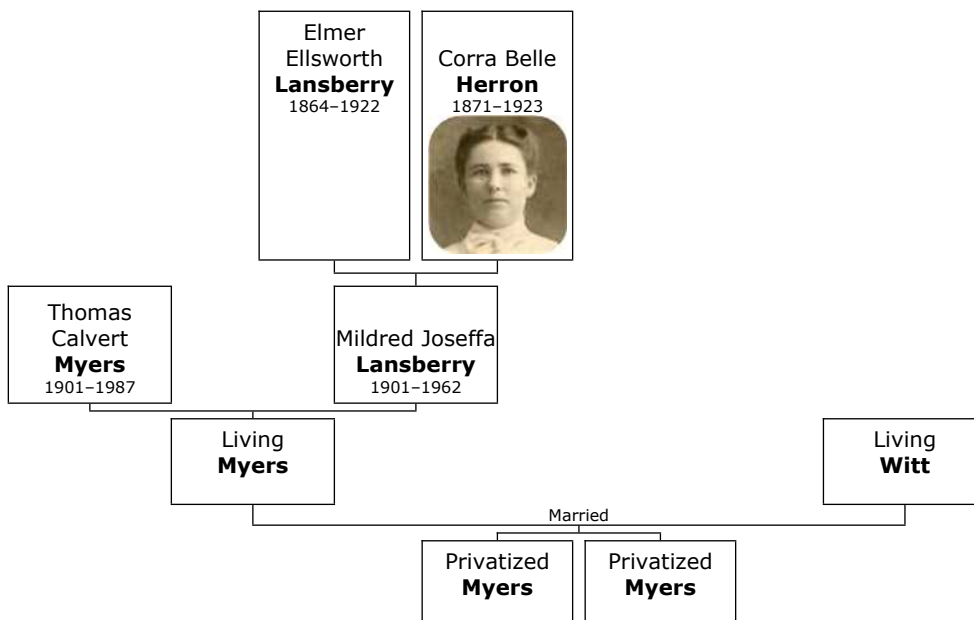 Elmer
Ellsworth
Lansberry
1864–1922
Corra Belle
Herron
1871–1923
Thomas
Calvert
Myers
1901–1987
Mildred Joseffa
Lansberry
1901–1962
Living
Myers
Living
Witt
Married
Privatized
Myers
Privatized
Myers